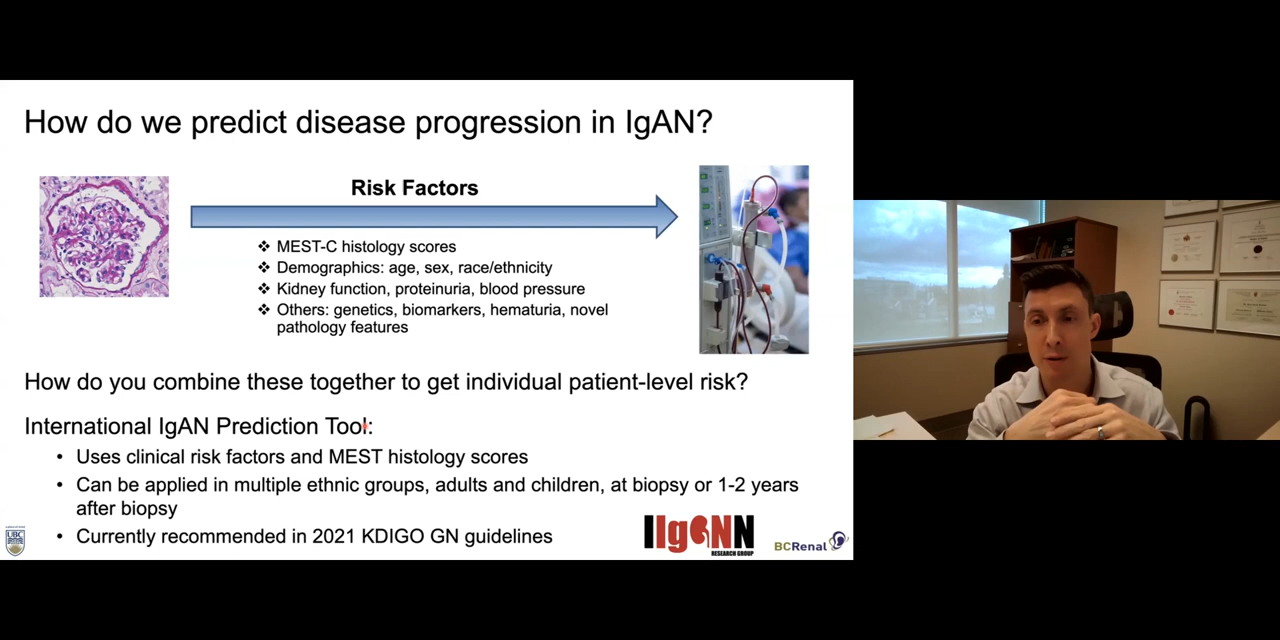 How do we predict disease progression in IgAN?
Risk Factors
❖ MEST-C histology scores
❖ Demographics: age, sex, race/ethnicity
❖ Kidney function, proteinuria, blood pressure
❖ Others: genetics, biomarkers, hematuria, novel
pathology features
How do you combine these together to get individual patient-level risk?
International IgAN Prediction Tool:
• Uses clinical risk factors and MEST histology scores
• Can be applied in multiple ethnic groups, adults and children, at biopsy or 1-2 years
after biopsy
• Currently recommended in 2021 KDIGO GN guidelines
UBC
IIgANN
RESEARCH GROUP
BCRenal